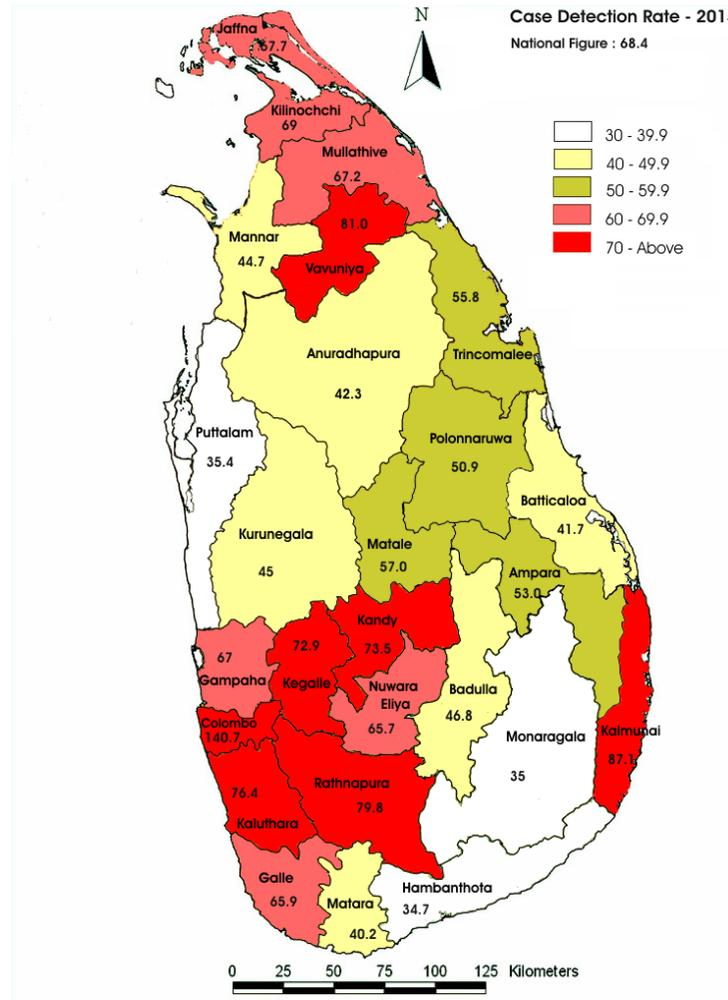 Case Detection Rate - 201
National Figure : 68.4
N
30 - 39.9
40 - 49.9
50 - 59.9
60 - 69.9
70 - Above
Jaffna
67.7
Kilinochchi
69
Mullathive
67.2
81.0
Vavuniya
Mannar
44.7
55.8
Trincomalee
Anuradhapura
42.3
Puttalam
35.4
Polonnaruwa
50.9
Batticaloa
41.7
Kurunegala
45
Matale
57.0
Ampara
53.0
Kandy
73.5
72.9
Kegalle
67
Gampaha
Nuwara
Eliya
65.7
Badulla
46.8
Colombo
140.7
Monaragala
35
Kalmunai
87.1
76.4
Kaluthara
Rathnapura
79.8
Galle
65.9
Matara
40.2
Hambanthota
34.7
0 25 50 75 100 125 Kilometers